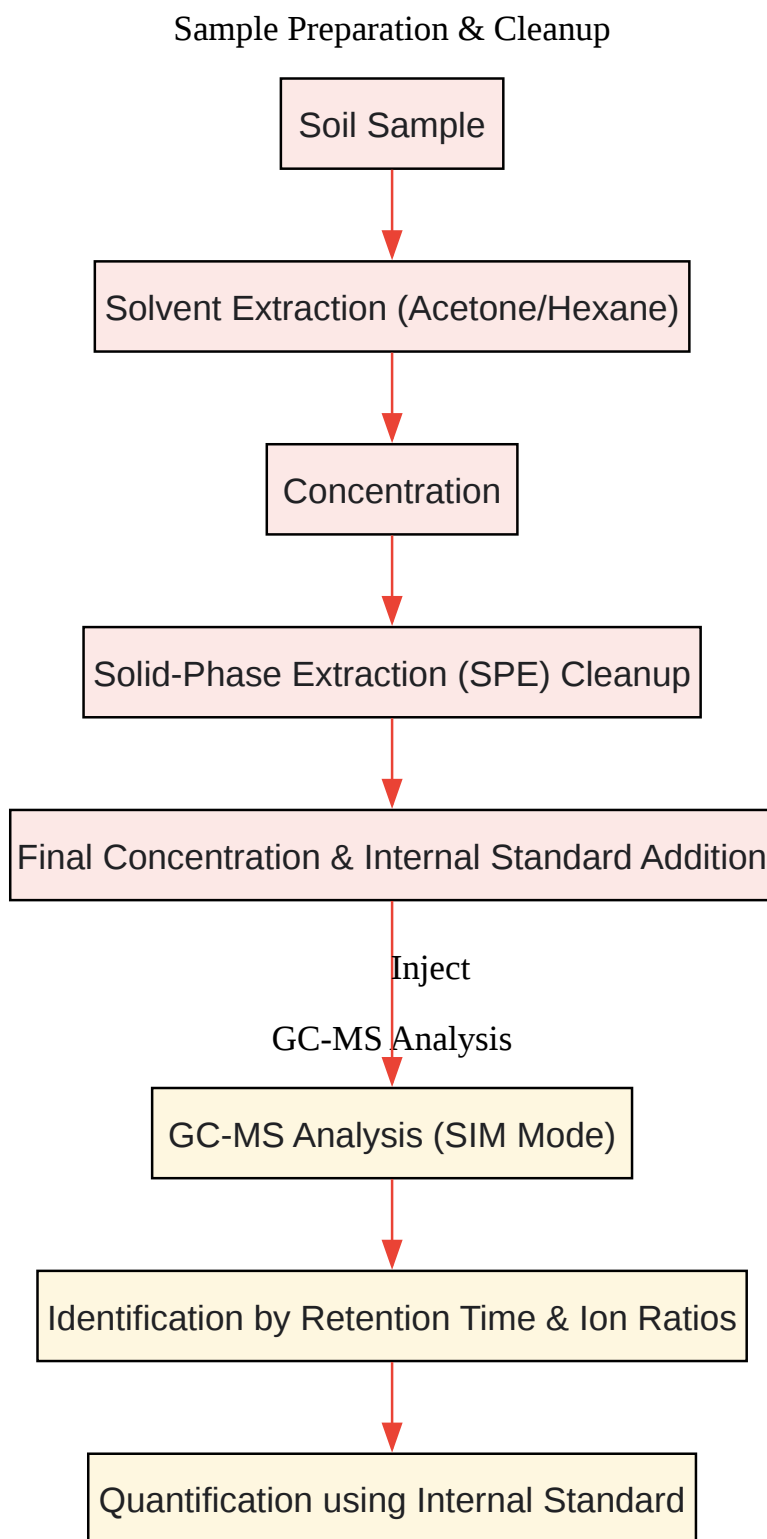 Sample Preparation & Cleanup
Soil Sample
Solvent Extraction (Acetone/Hexane)
Concentration
Solid-Phase Extraction (SPE) Cleanup
Final Concentration & Internal Standard Addition
Inject
GC-MS Analysis
GC-MS Analysis (SIM Mode)
Identification by Retention Time & Ion Ratios
Quantification using Internal Standard